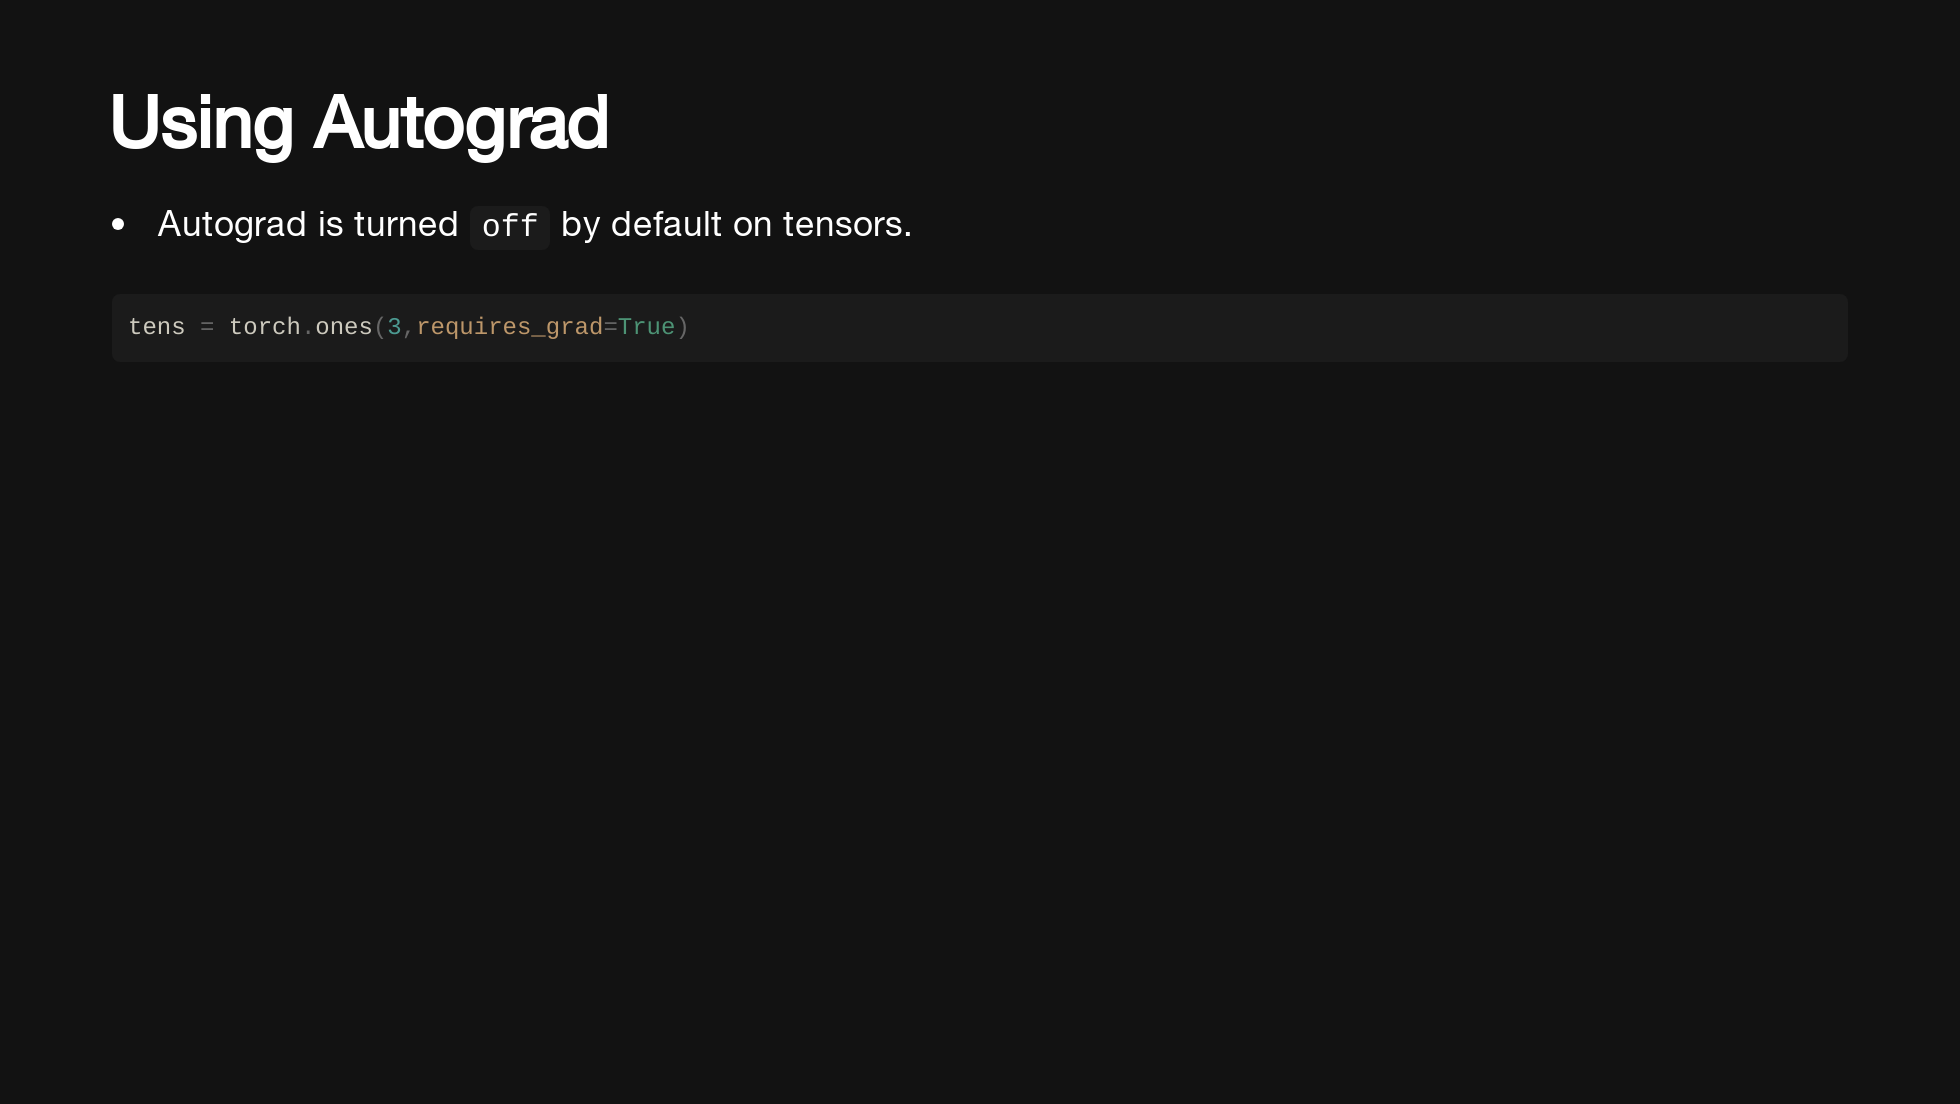 Using Autograd
• Autograd is turned off by default on tensors.
tens = torch.ones(3,requires_grad=True)